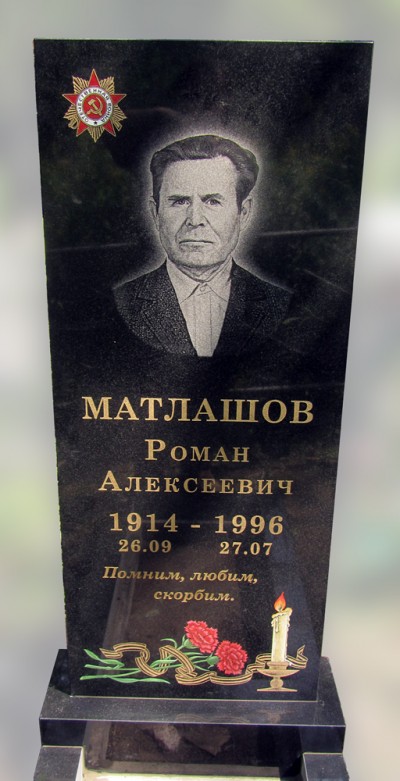 МАТЛАШОВ
РОМАН
АЛЕКСЕЕВИЧ
1914 - 1996
26.09 27.07
Помним, любим,
скорбим.